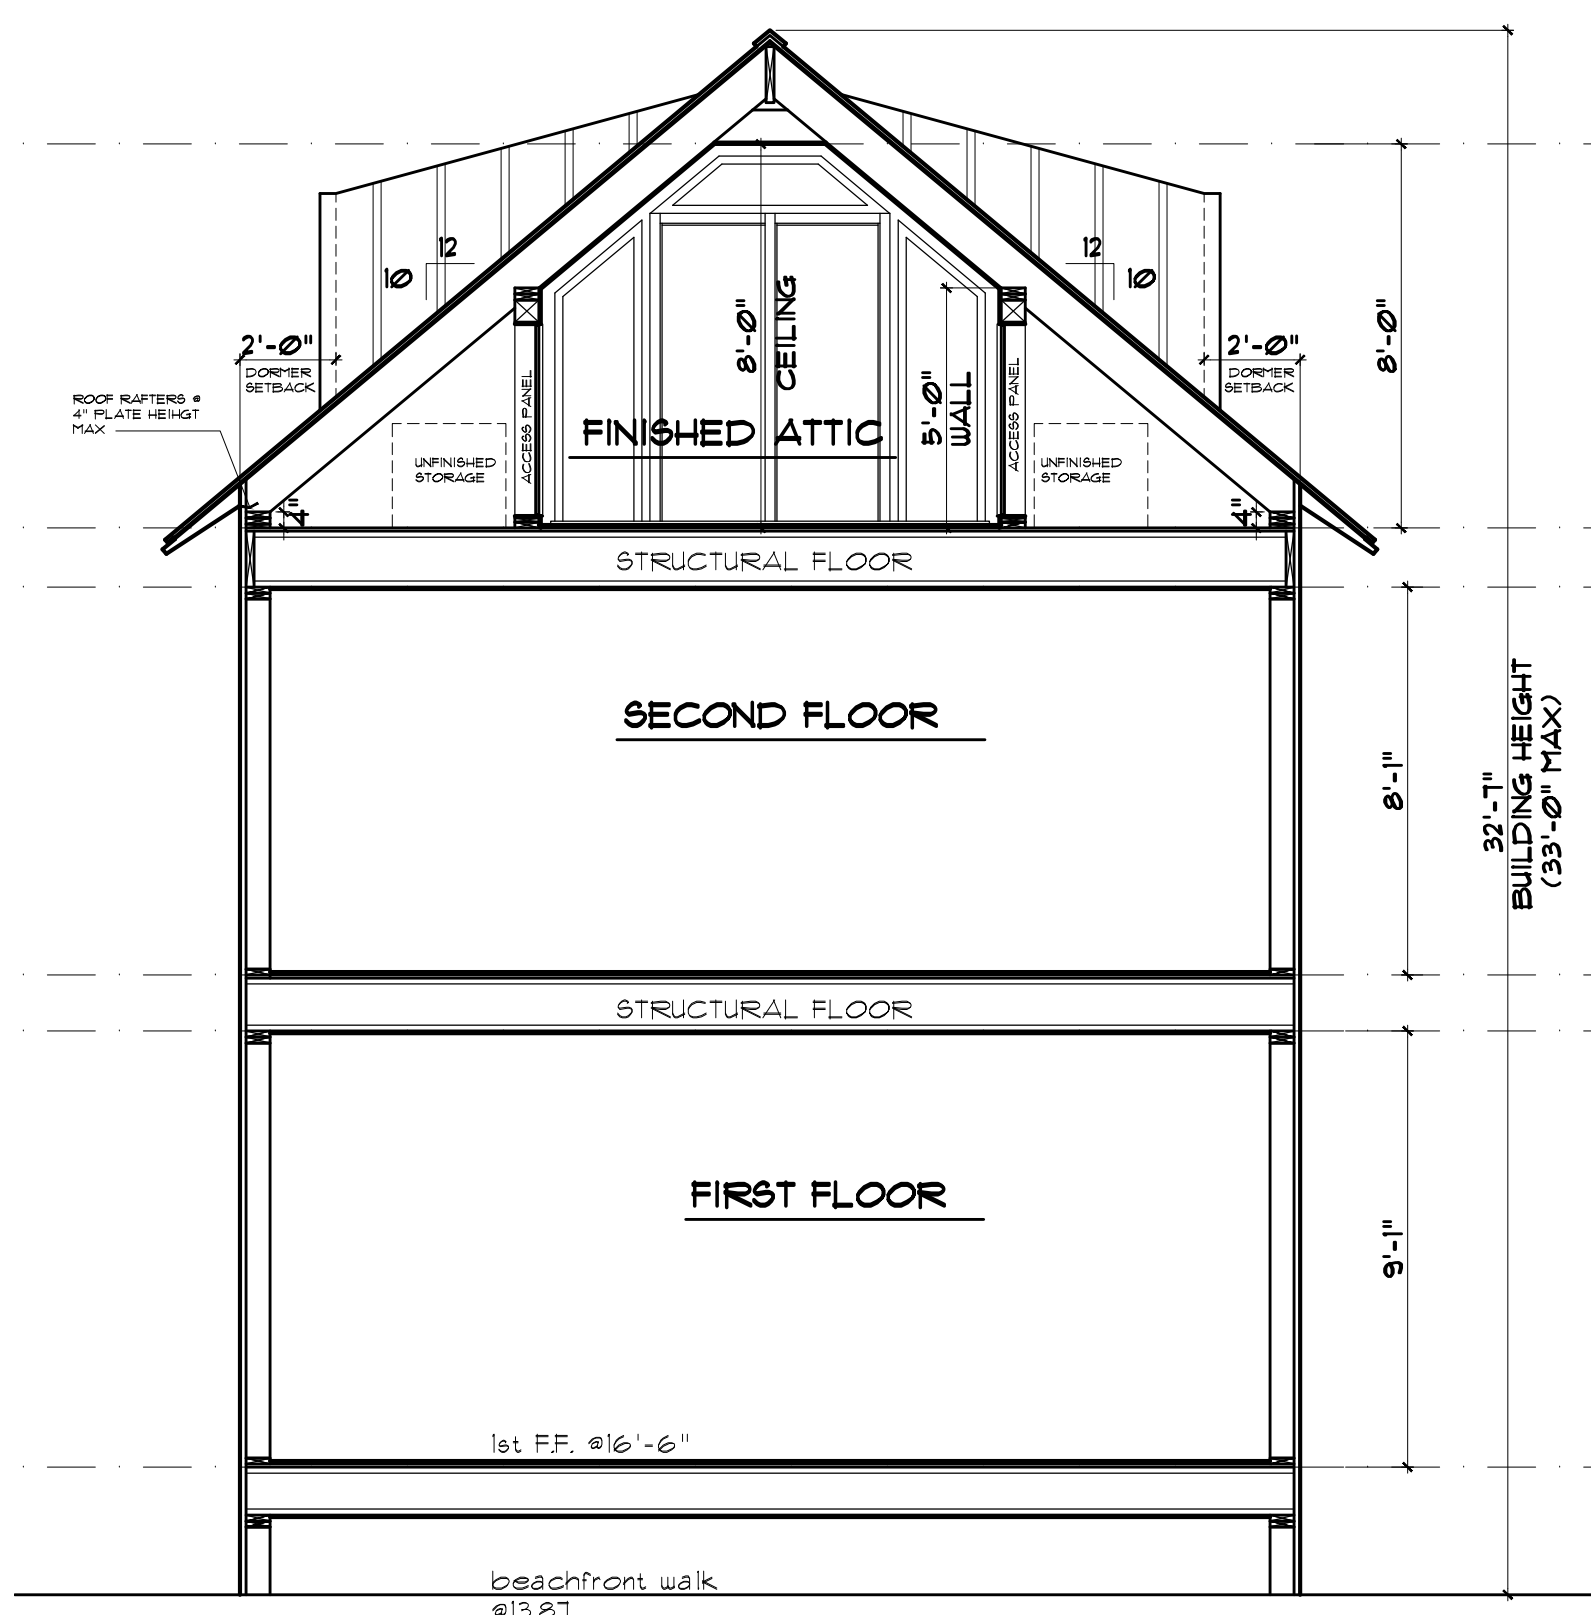 12
12
10
10
2'-0"
DORMER
SETBACK
2'-0"
DORMER
SETBACK
8'-0"
CEILING
8'-0"
5'-0"
WALL
ROOF RAFTERS @
4" PLATE HEIHGT
MAX
ACCESS PANEL
FINISHED ATTIC
ACCESS PANEL
UNFINISHED
STORAGE
UNFINISHED
STORAGE
4"
4"
STRUCTURAL FLOOR
SECOND FLOOR
8'-1"
32'-7"
BUILDING HEIGHT
(33'-0" MAX)
STRUCTURAL FLOOR
FIRST FLOOR
9'-1"
1st F.F. @16'-6"
beachfront walk
@13.87